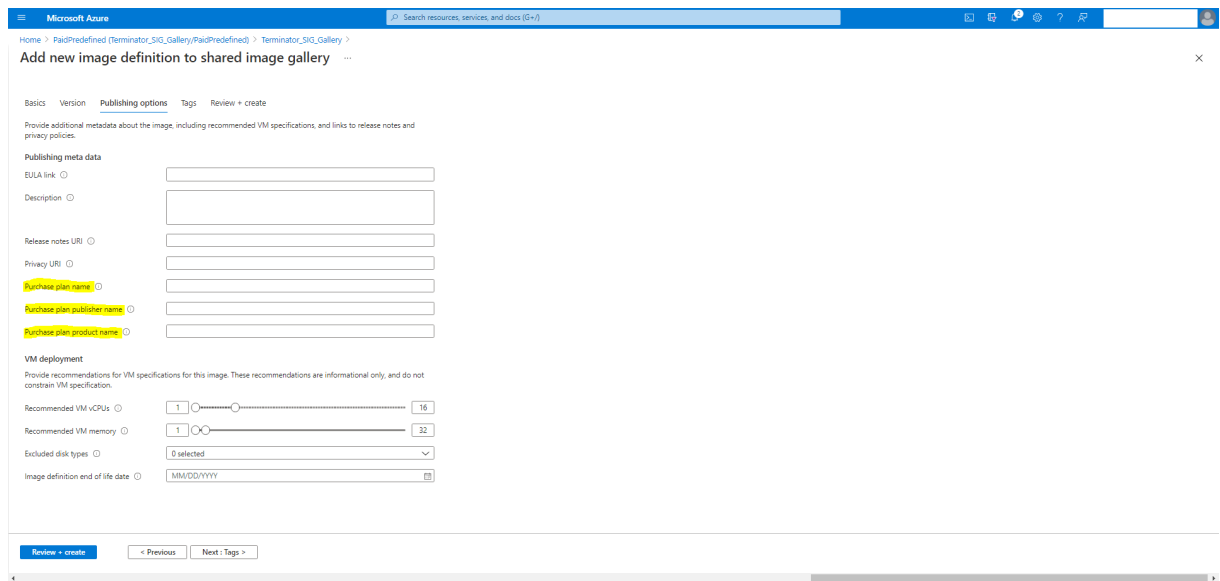 Microsoft Azure
Search resources, services, and docs (G+/)
2
Home > PaidPredefined (Terminator_SIG_Gallery/PaidPredefined) > Terminator_SIG_Gallery >
Add new image definition to shared image gallery ...
Basics Version Publishing options Tags Review + create
Provide additional metadata about the image, including recommended VM specifications, and links to release notes and
privacy policies.
Publishing meta data
EULA link
Description
Release notes URI
Privacy URI
Purchase plan name
Purchase plan publisher name
Purchase plan product name
VM deployment
Provide recommendations for VM specifications for this image. These recommendations are informational only, and do not
constrain VM specification.
Recommended VM vCPUs 1 16
Recommended VM memory 1 32
Excluded disk types 0 selected
Image definition end of life date MM/DD/YYYY
Review + create < Previous Next : Tags >